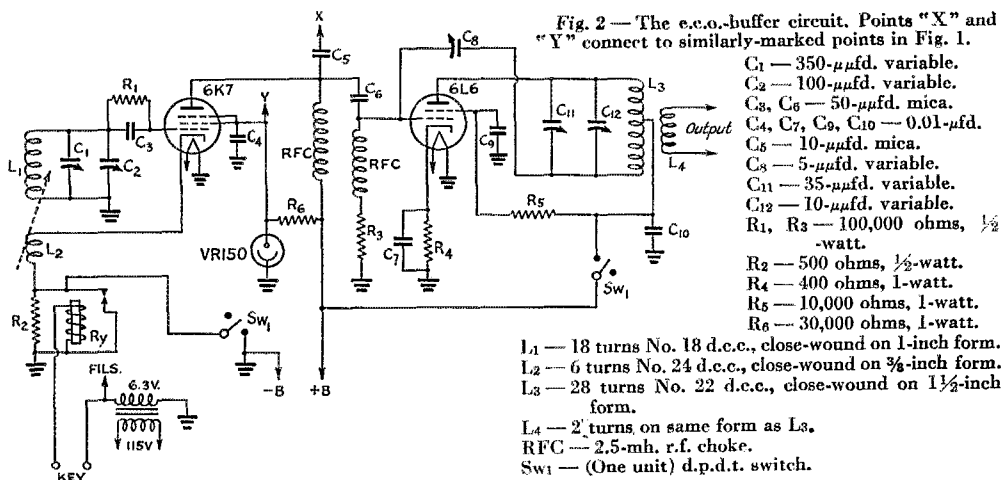 Fig. 2 — The e.c.o.-buffer circuit. Points "X" and
"Y" connect to similarly-marked points in Fig. 1.
C1 — 350-μμfd. variable.
C2 — 100-μμfd. variable.
C3, C6 — 50-μμfd. mica.
C4, C7, C9, C10 — 0.01-μfd.
C5 — 10-μμfd. mica.
C8 — 5-μμfd. variable.
C11 — 35-μμfd. variable.
C12 — 10-μμfd. variable.
R1, R3 — 100,000 ohms, ½
-watt.
R2 — 500 ohms, ½-watt.
R4 — 400 ohms, 1-watt.
R5 — 10,000 ohms, 1-watt.
R6 — 30,000 ohms, 1-watt.
L1 — 18 turns No. 18 d.c.c., close-wound on 1-inch form.
L2 — 6 turns No. 24 d.c.c., close-wound on ⅜-inch form.
L3 — 28 turns No. 22 d.c.c., close-wound on 1½-inch
form.
L4 — 2 turns on same form as L3.
RFC — 2.5-mh. r.f. choke.
Sw1 — (One unit) d.p.d.t. switch.
X
C5
6K7
Y
R1
C3
C4
L1
C1
C2
L2
R6
VR150
RFC
C6
RFC
R3
C8
6L6
C9
C11
C12
L3
Output
L4
R5
C7
R4
C10
Sw1
R2
Ry
Sw1
-B
+B
FILS.
6.3V.
115V
KEY